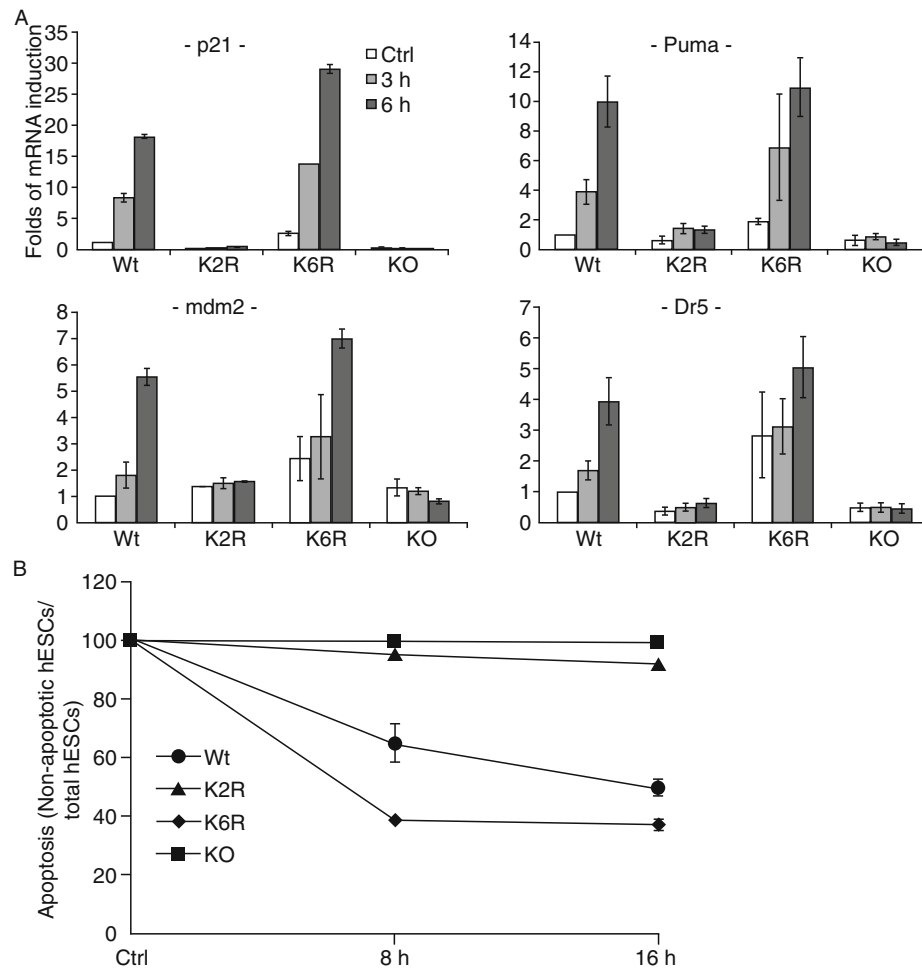 A
Folds of mRNA induction
- p21 -
Ctrl
3 h
6 h
35
30
25
20
15
10
5
0
Wt
K2R
K6R
KO
- Puma -
14
12
10
8
6
4
2
0
Wt
K2R
K6R
KO
- mdm2 -
8
7
6
5
4
3
2
1
0
Wt
K2R
K6R
KO
- Dr5 -
7
6
5
4
3
2
1
0
Wt
K2R
K6R
KO
B
Apoptosis (Non-apoptotic hESCs/
total hESCs)
120
100
80
60
40
20
0
Wt
K2R
K6R
KO
Ctrl
8 h
16 h